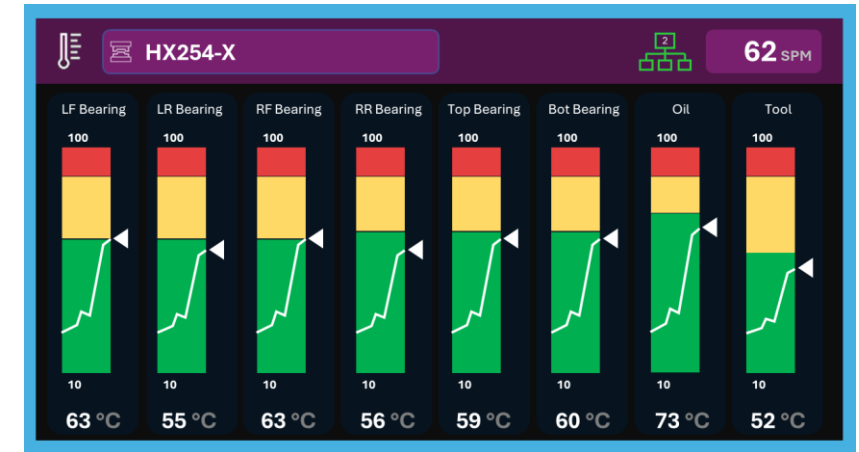 HX254-X
2
62 SPM
LF Bearing LR Bearing RF Bearing RR Bearing Top Bearing Bot Bearing Oil Tool
100 100 100 100 100 100 100 100
10 10 10 10 10 10 10 10
63 °C 55 °C 63 °C 56 °C 59 °C 60 °C 73 °C 52 °C